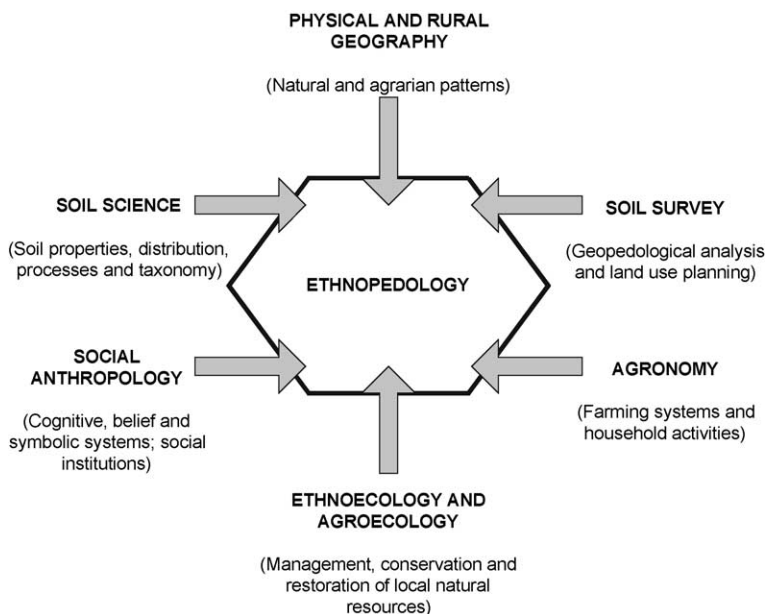 PHYSICAL AND RURAL
GEOGRAPHY
(Natural and agrarian patterns)
SOIL SCIENCE
(Soil properties, distribution,
processes and taxonomy)
SOIL SURVEY
(Geopedological analysis
and land use planning)
ETHNOPEDOLOGY
SOCIAL
ANTHROPOLOGY
(Cognitive, belief and
symbolic systems; social
institutions)
AGRONOMY
(Farming systems and
household activities)
ETHNOECOLOGY AND
AGROECOLOGY
(Management, conservation and
restoration of local natural
resources)